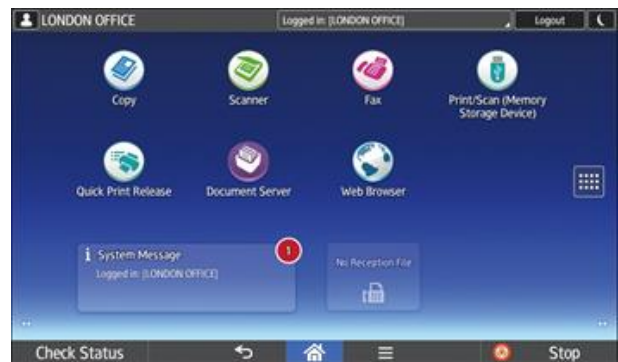 LONDON OFFICE
Logged in: [LONDON OFFICE]
Logout
Copy
Scanner
Fax
Print/Scan (Memory
Storage Device)
Quick Print Release
Document Server
Web Browser
System Message
1
Logged in: [LONDON OFFICE]
No Reception File
Check Status
Stop